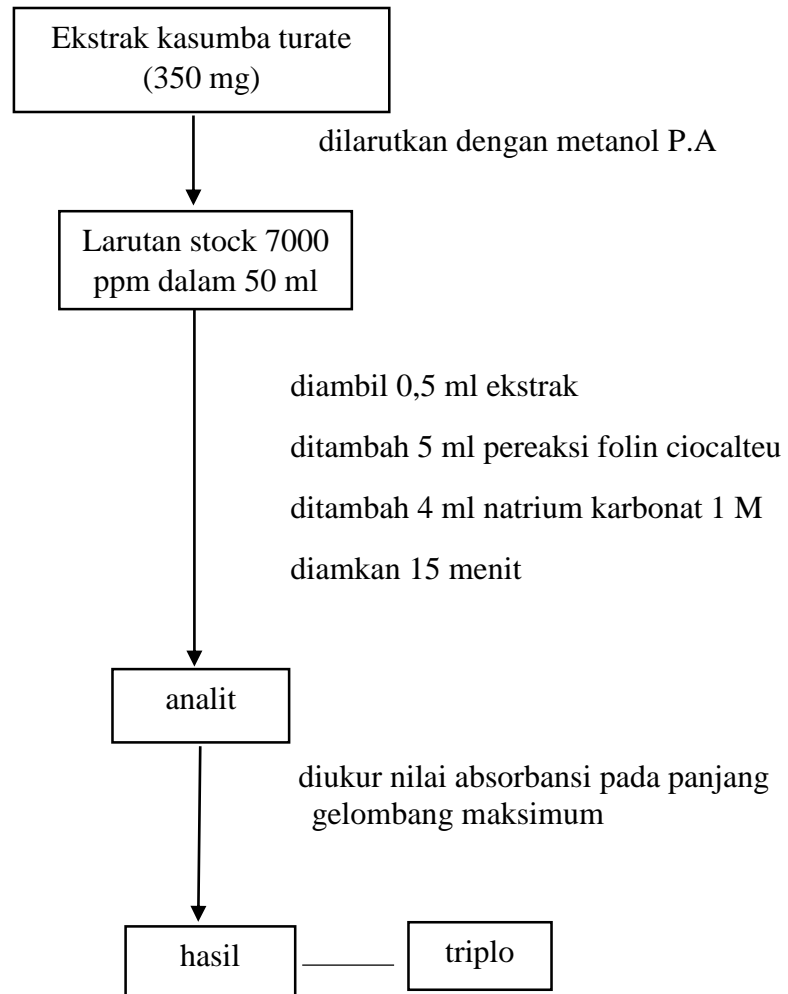 Ekstrak kasumba turate
(350 mg)
dilarutkan dengan metanol P.A
Larutan stock 7000
ppm dalam 50 ml
diambil 0,5 ml ekstrak
ditambah 5 ml pereaksi folin ciocalteu
ditambah 4 ml natrium karbonat 1 M
diamkan 15 menit
analit
diukur nilai absorbansi pada panjang
gelombang maksimum
hasil
triplo